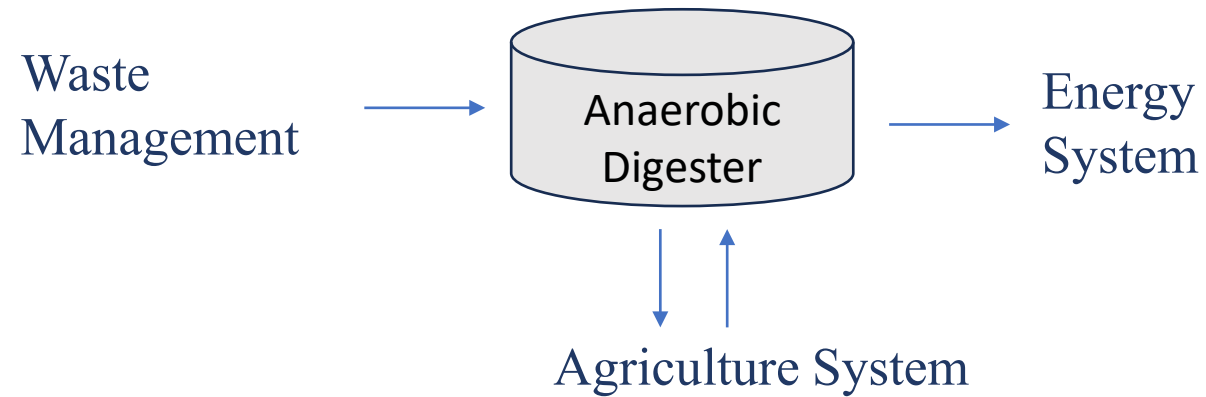 Waste
Management
Anaerobic
Digester
Energy
System
Agriculture System